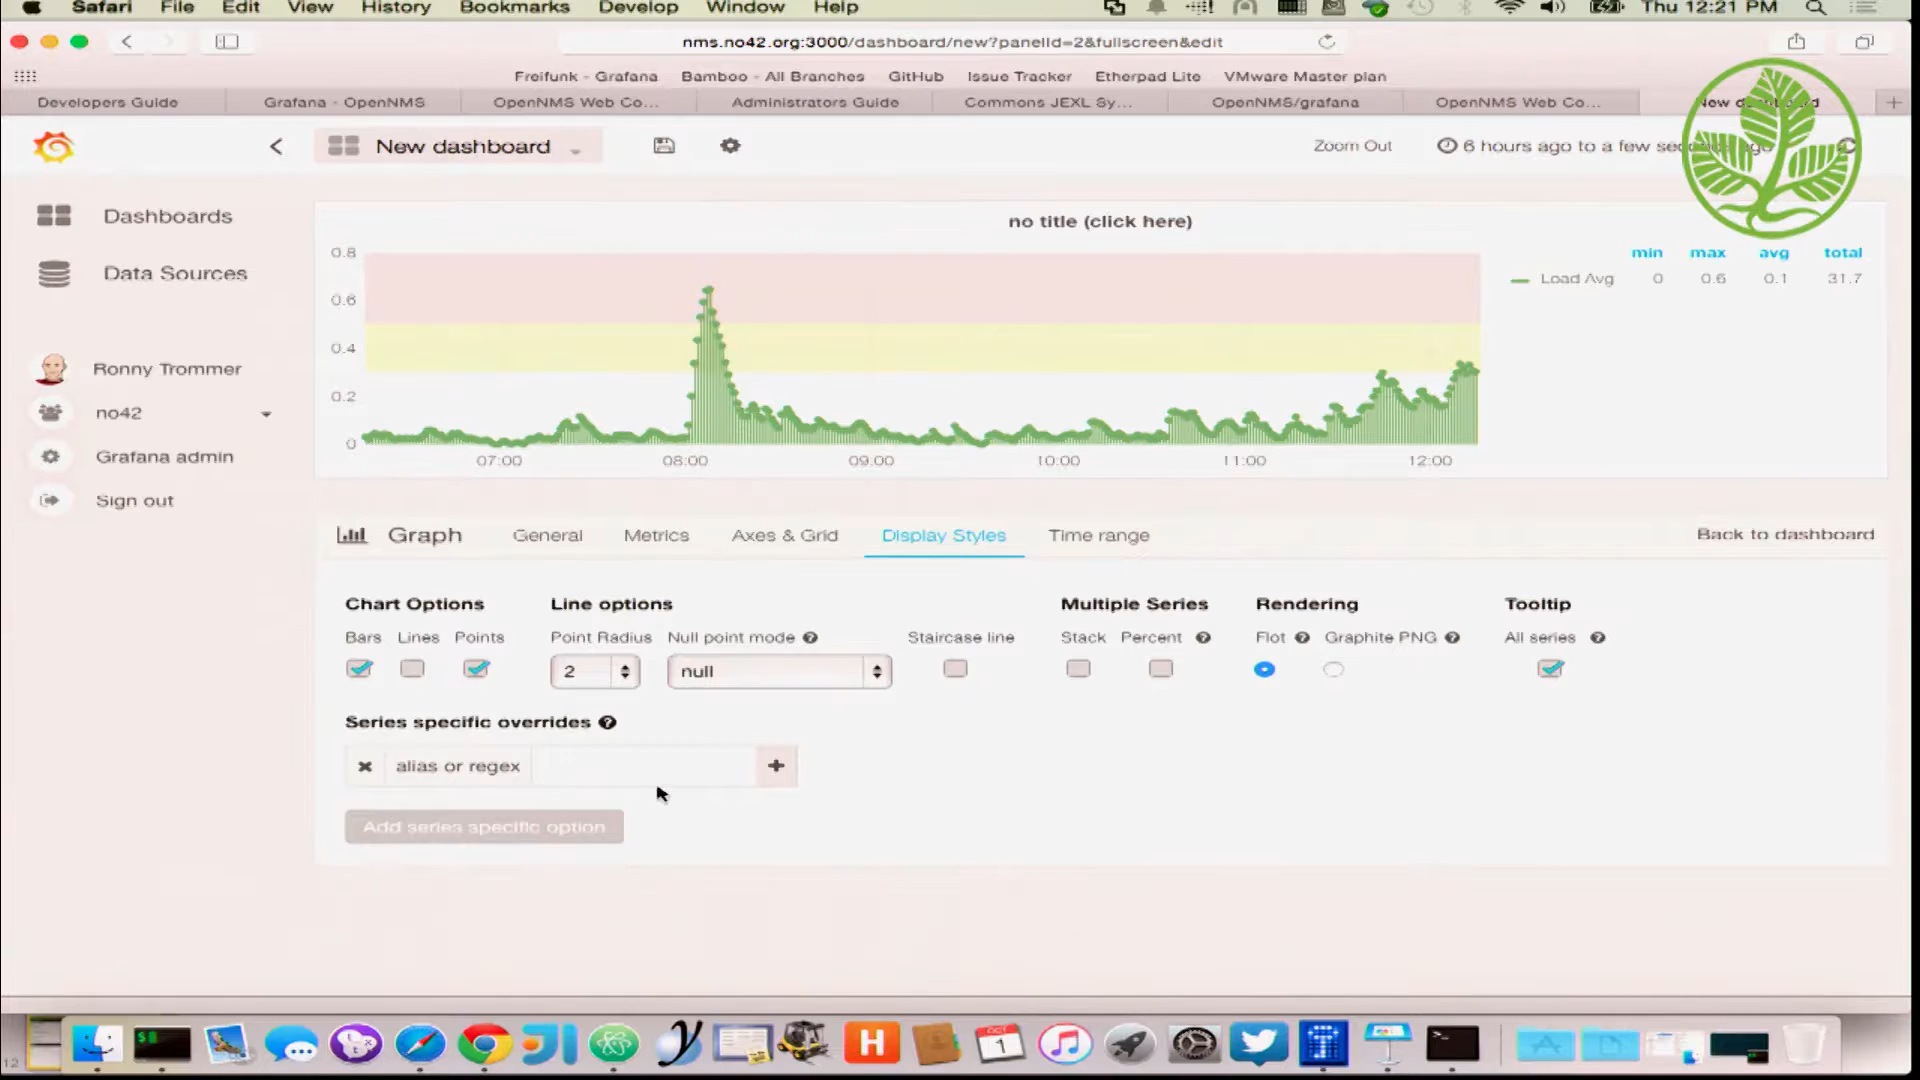 Safari File Edit View History Bookmarks Develop Window Help Thu 12:21 PM
nms.no42.org:3000/dashboard/new?panelId=2&fullscreen&edit
Freifunk - Grafana Bamboo - All Branches GitHub Issue Tracker Etherpad Lite VMware Master plan
Developers Guide Grafana - OpenNMS OpenNMS Web Co... Administrators Guide Commons JEXL Sy... OpenNMS/grafana OpenNMS Web Co... New dashboard
New dashboard Zoom Out 6 hours ago to a few seconds ago
Dashboards
Data Sources
Ronny Trommer
no42
Grafana admin
Sign out
no title (click here)
0.8
0.6
0.4
0.2
0
07:00 08:00 09:00 10:00 11:00 12:00
min max avg total
Load Avg 0 0.6 0.1 31.7
Graph General Metrics Axes & Grid Display Styles Time range Back to dashboard
Chart Options Line options Multiple Series Rendering Tooltip
Bars Lines Points Point Radius Null point mode Staircase line Stack Percent Flot Graphite PNG All series
2 null
Series specific overrides
alias or regex
Add series specific option
OCT
1
H
12